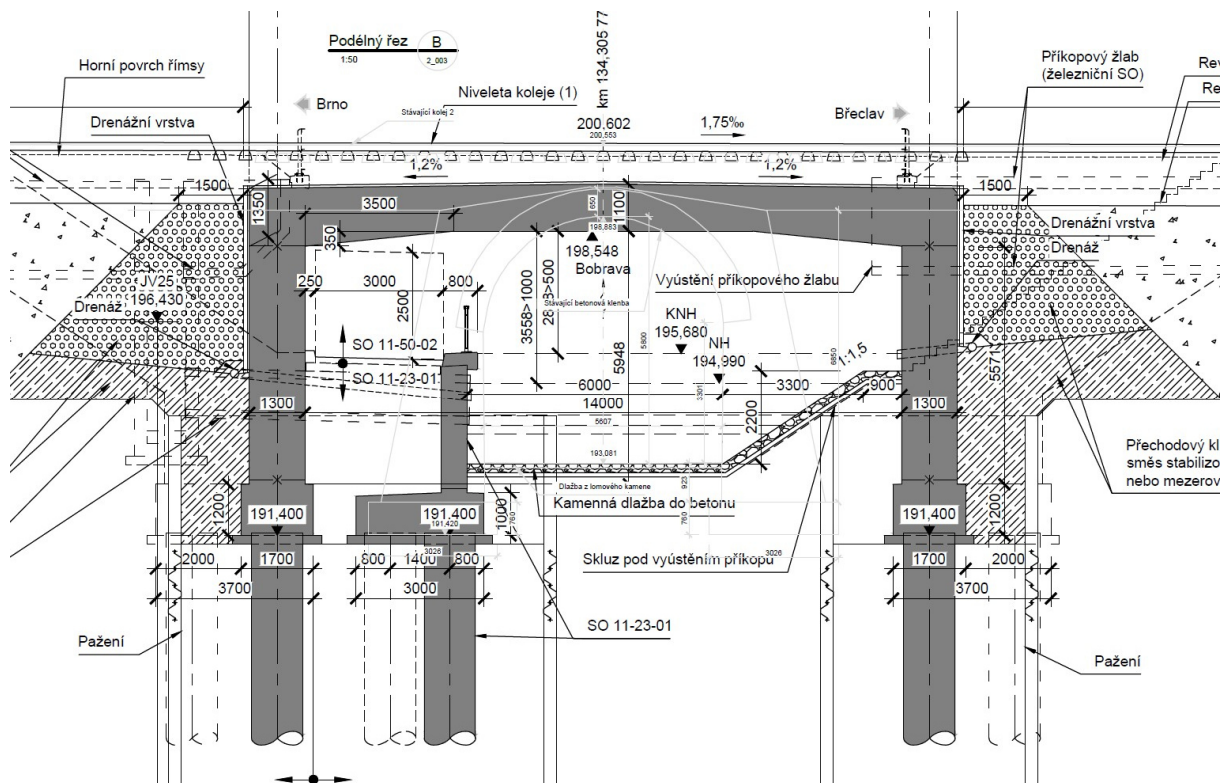 Podélný řez B
1:50 2_003
Horní povrch římsy
Brno
Niveleta koleje (1)
Stávající kolej 2
km 134,305 77
Břeclav
Příkopový žlab
(železniční SO)
Rev
Re
Drenážní vrstva
200,602
200,553
1,75‰
1,2%
1,2%
1500
1350
3500
350
650
1100
1500
198,883
198,548
Bobrava
Drenážní vrstva
Drenáž
JV25
196,430
Drenáž
250
3000
800
2500
3558>1000
Stávající betonová klenba
5948
5800
Vyústění příkopového žlabu
KNH
195,680
NH
194,990
6850
1:1,5
5571
SO 11-50-02
SO 11-23-01
6000
3301
3300
900
1300
14000
1300
5607
2200
193,081
Přechodový kl
směs stabilizo
nebo mezerov
Dlažba z lomového kamene
923
Kamenná dlažba do betonu
1200
191,400
191,400
191,420
1000
760
760
191,400
1200
3026
Skluz pod vyústěním příkopu
3026
2000
1700
1400
800
1700
2000
3700
3000
3700
SO 11-23-01
Pažení
Pažení